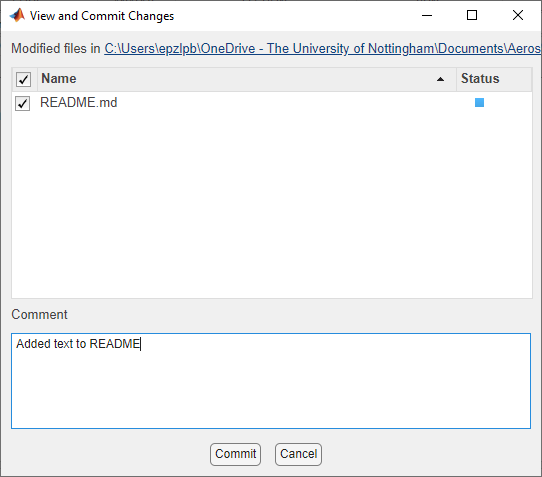 View and Commit Changes
Modified files in C:\Users\epzlpb\OneDrive - The University of Nottingham\Documents\Aeros
Name Status
README.md
Comment
Added text to README
Commit Cancel